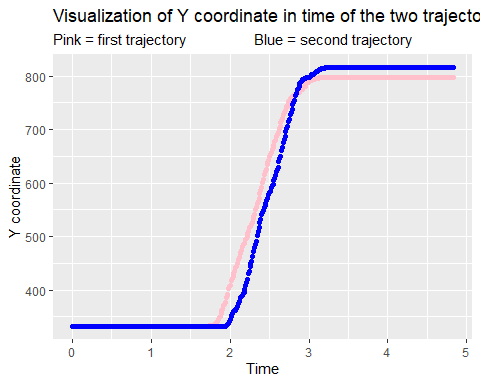 Visualization of Y coordinate in time of the two trajecto
Pink = first trajectory Blue = second trajectory
800
700
600
500
400
Y coordinate
0 1 2 3 4 5
Time